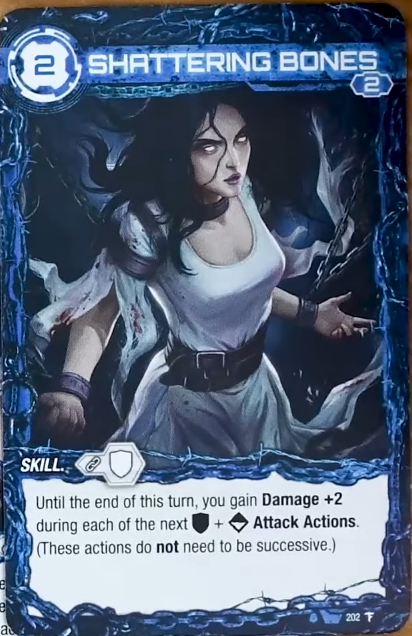 2 SHATTERING BONES
2
SKILL.
Until the end of this turn, you gain Damage +2
during each of the next + Attack Actions.
(These actions do not need to be successive.)
202